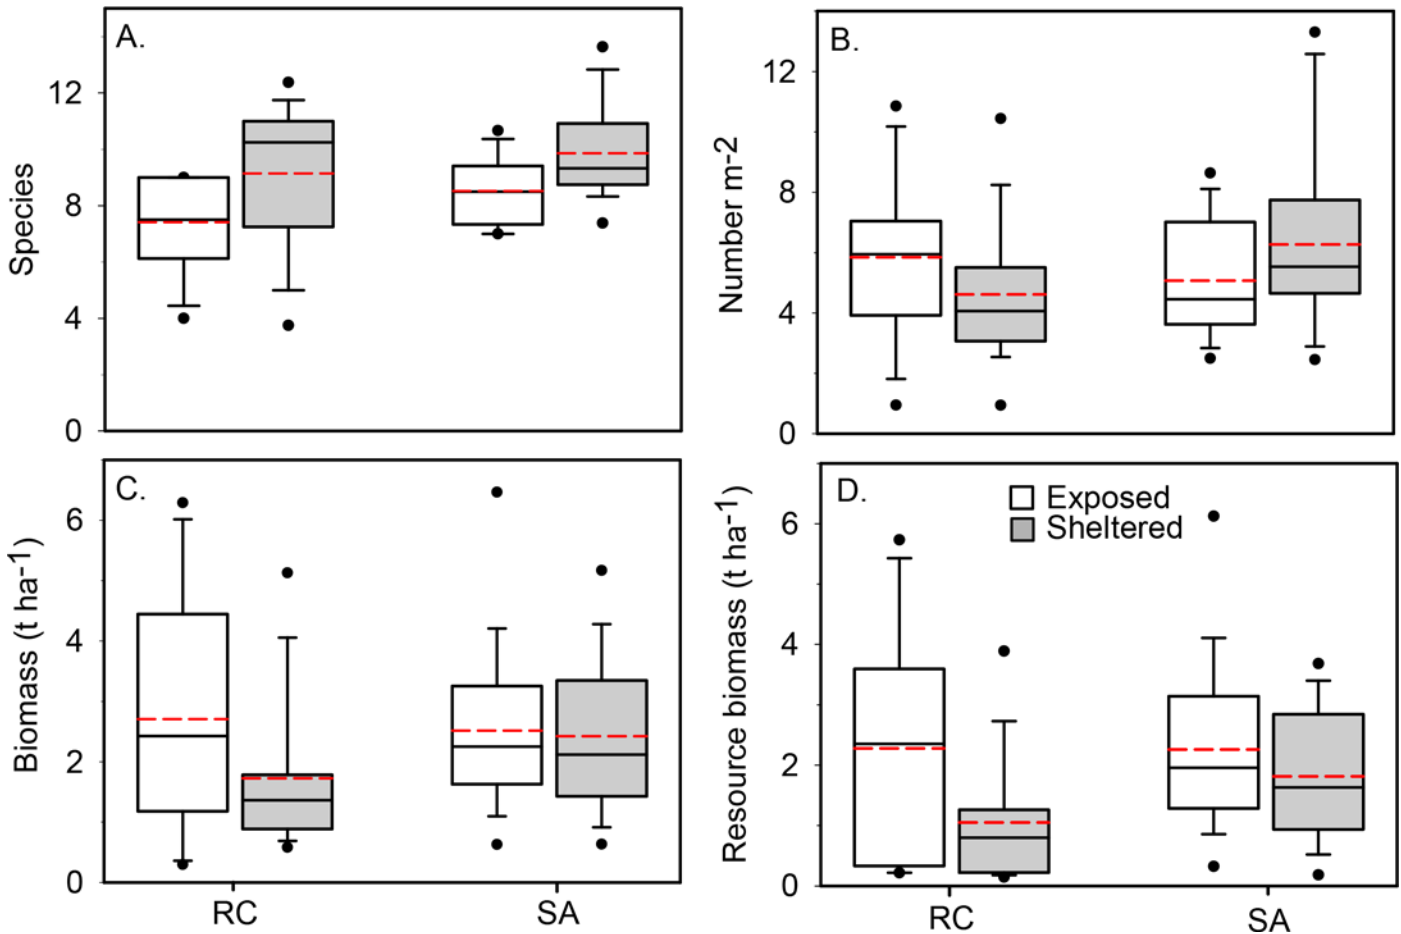 A.
Species
12
8
4
0
B.
Number m-2
12
8
4
0
C.
Biomass (t ha-1)
6
4
2
0
RC
SA
D.
Exposed
Sheltered
Resource biomass (t ha-1)
6
4
2
0
RC
SA